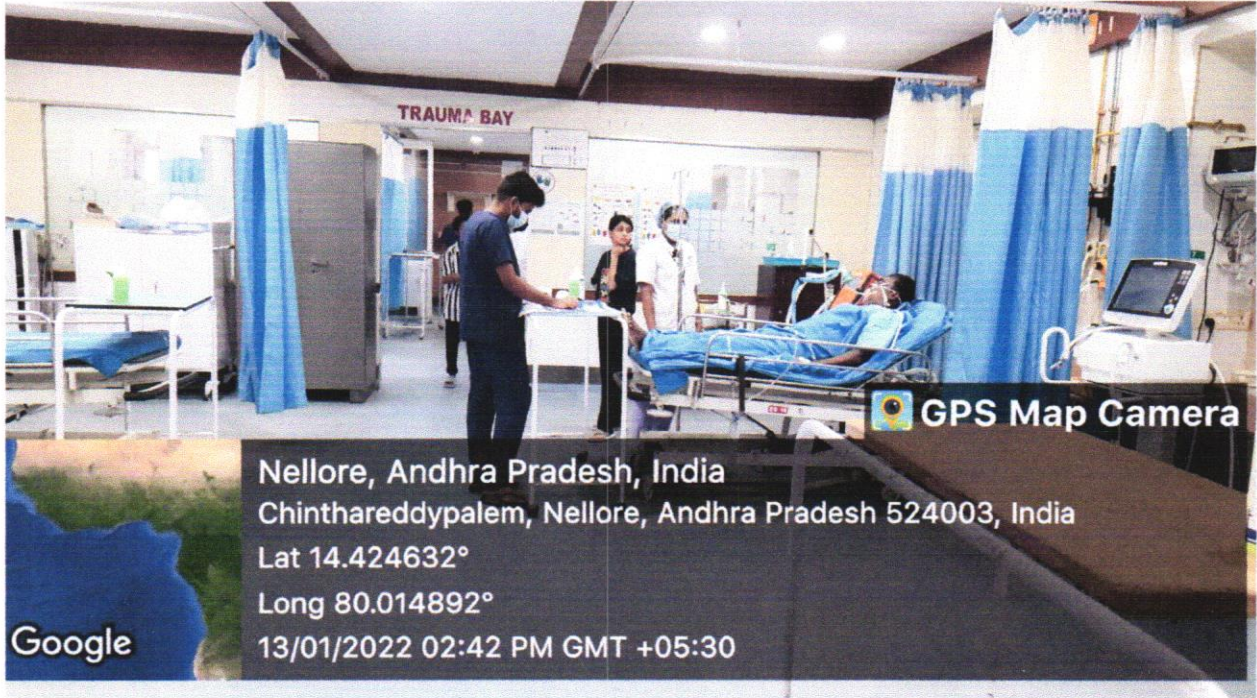 TRAUMA BAY
GPS Map Camera
Nellore, Andhra Pradesh, India
Chinthareddypalem, Nellore, Andhra Pradesh 524003, India
Lat 14.424632°
Long 80.014892°
13/01/2022 02:42 PM GMT +05:30
Google